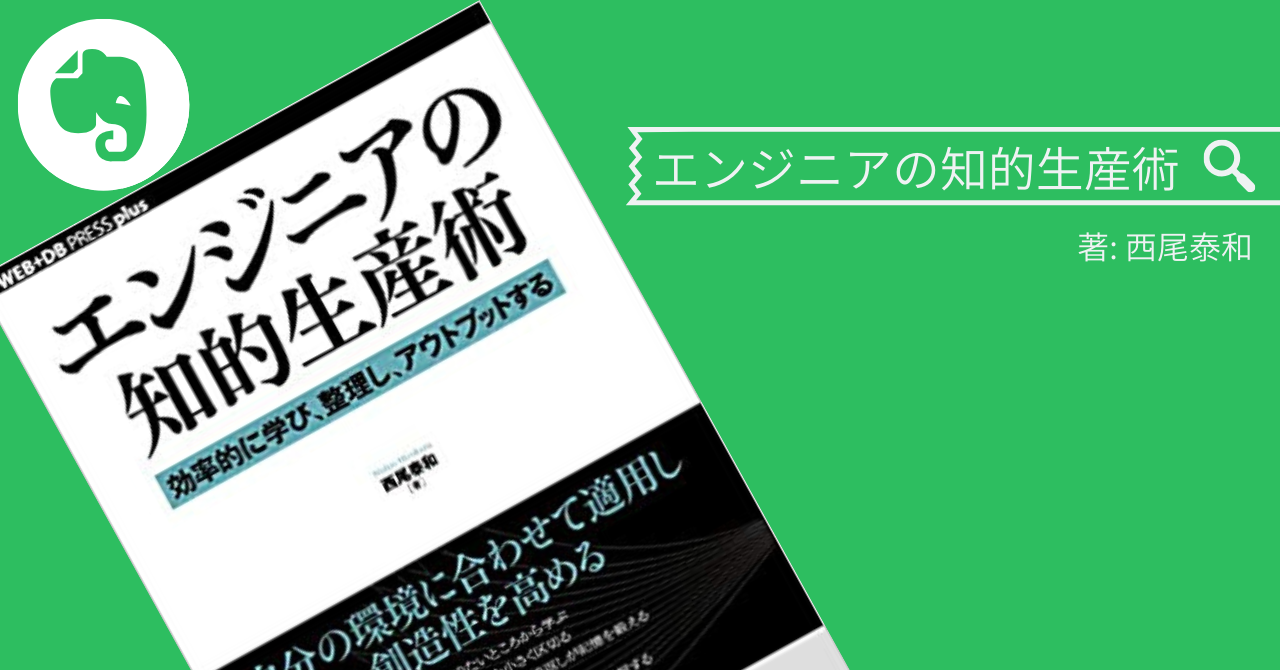 WEB+DB PRESS plus
エンジニアの
知的生産術
効率的に学び、整理し、アウトプットする
西尾泰和
[著]
自分の環境に合わせて適用し
創造性を高める
エンジニアの知的生産術
著: 西尾泰和